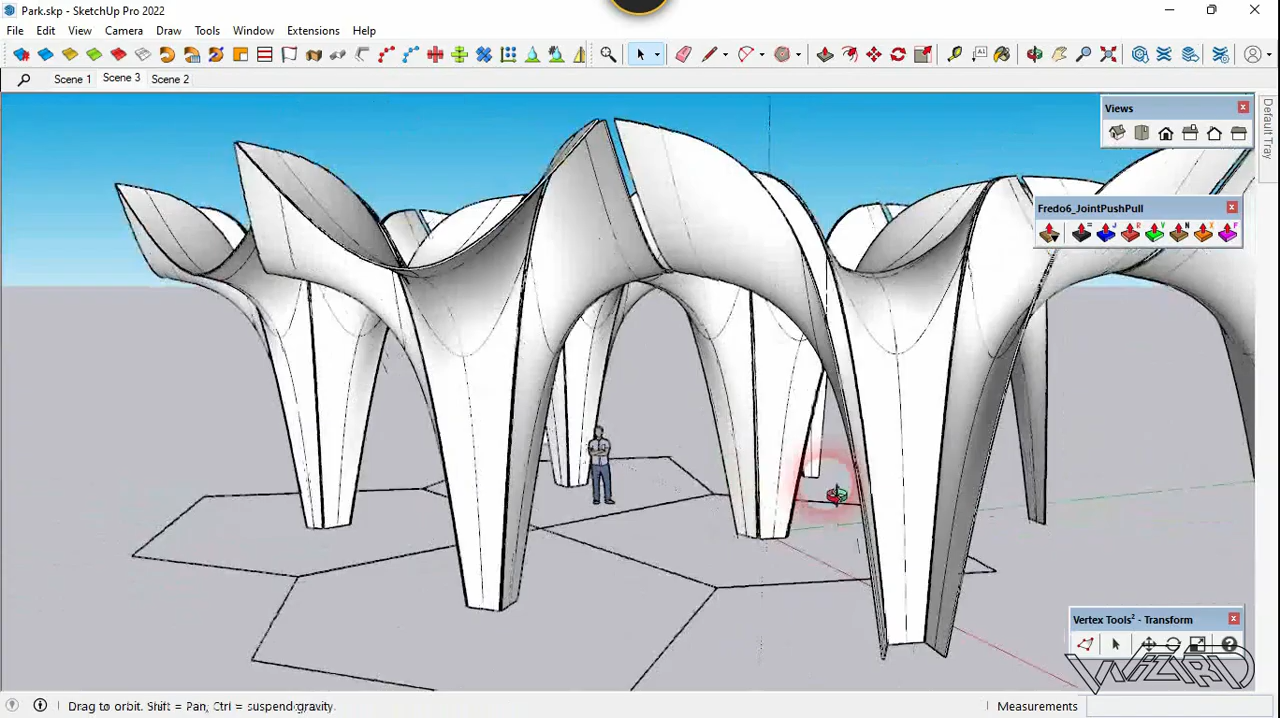 Park.skp - SketchUp Pro 2022
File Edit View Camera Draw Tools Window Extensions Help
Scene 1 Scene 3 Scene 2
Views
Default Tray
Fredo6_JointPushPull
= J R V N X F
Vertex Tools² - Transform
WIZARD
Drag to orbit. Shift = Pan, Ctrl = suspend gravity.
Measurements